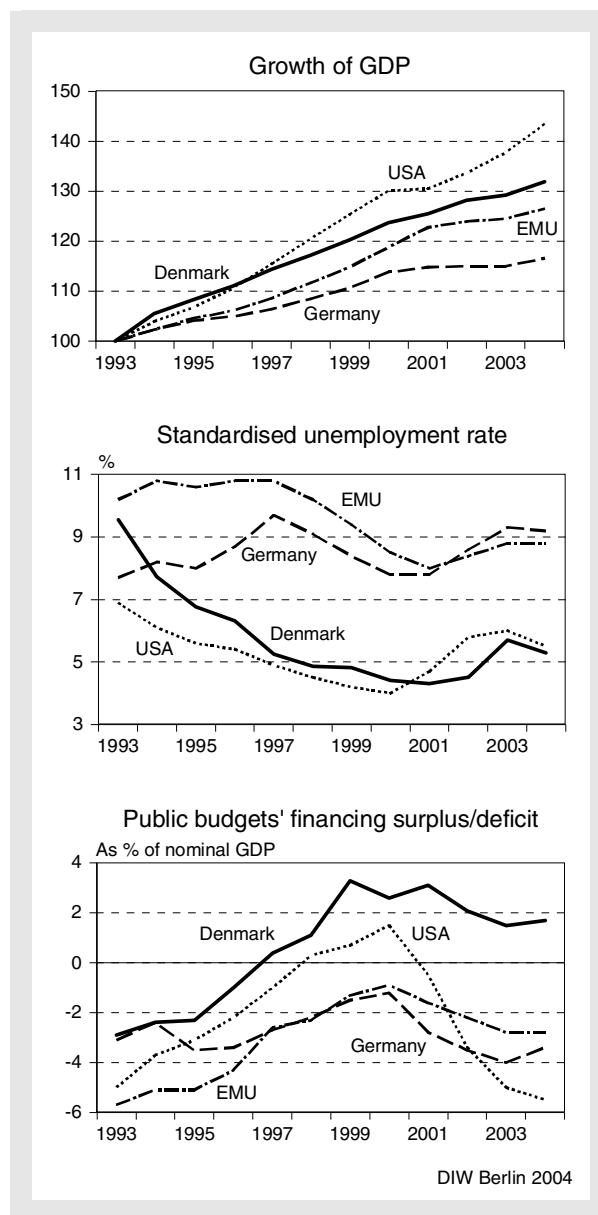 Growth of GDP
150
140
130
120
110
100
USA
EMU
Denmark
Germany
1993 1995 1997 1999 2001 2003
Standardised unemployment rate
%
11
9
7
5
3
EMU
Germany
Denmark
USA
1993 1995 1997 1999 2001 2003
Public budgets' financing surplus/deficit
As % of nominal GDP
4
2
0
-2
-4
-6
Denmark
USA
Germany
EMU
1993 1995 1997 1999 2001 2003
DIW Berlin 2004